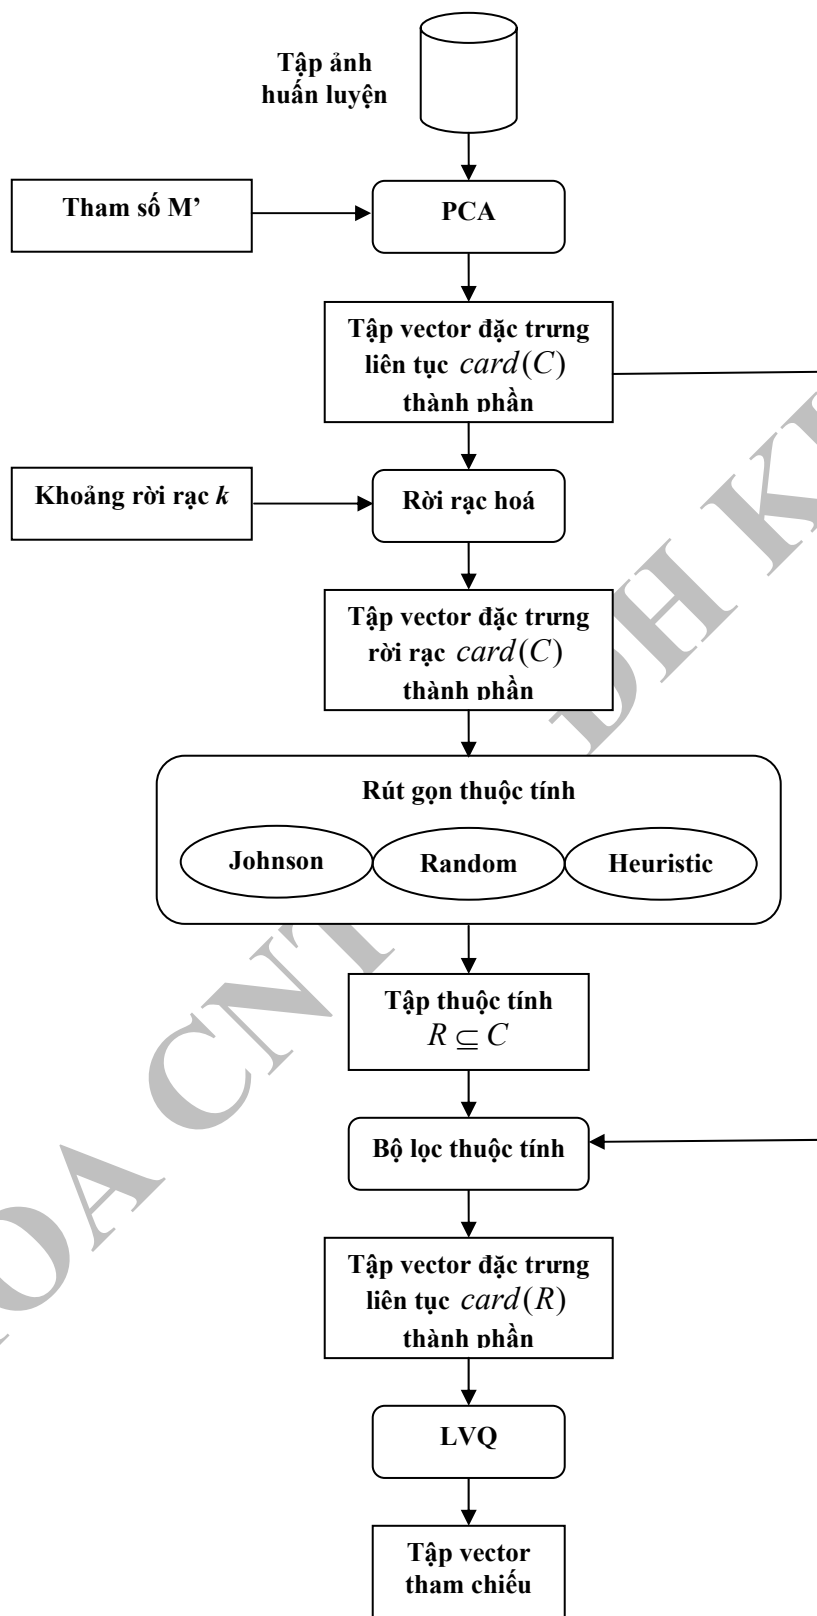 Tập ảnh
huấn luyện
Tham số M’
PCA
Tập vector đặc trưng
liên tục card(C)
thành phần
Khoảng rời rạc k
Rời rạc hoá
Tập vector đặc trưng
rời rạc card(C)
thành phần
Rút gọn thuộc tính
Johnson
Random
Heuristic
Tập thuộc tính
R ⊆ C
Bộ lọc thuộc tính
Tập vector đặc trưng
liên tục card(R)
thành phần
LVQ
Tập vector
tham chiếu
OA CNT
ĐH K